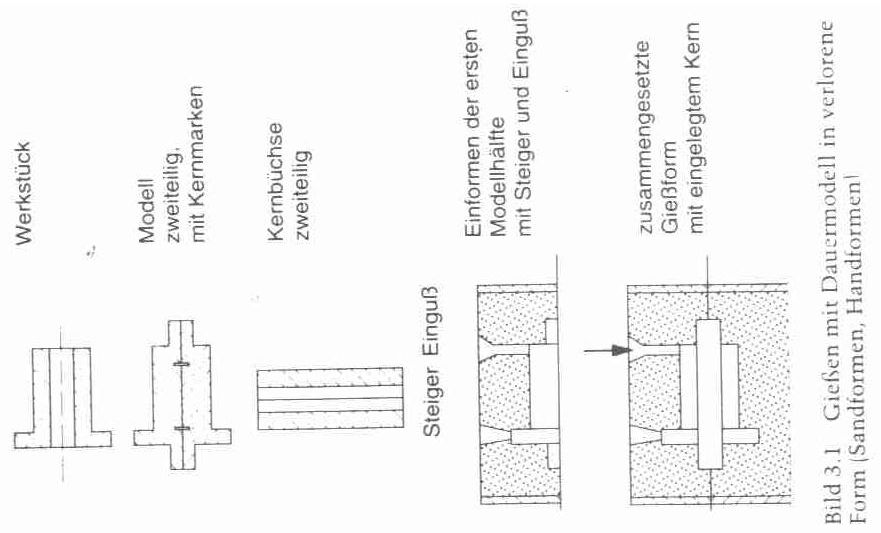 Werkstück
Modell
zweiteilig,
mit Kernmarken
Kernbüchse
zweiteilig
Steiger Einguß
Einformen der ersten
Modellhälfte
mit Steiger und Einguß
zusammengesetzte
Gießform
mit eingelegtem Kern
Bild 3.1 Gießen mit Dauermodell in verlorene
Form (Sandformen, Handformen)